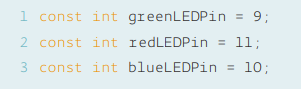 1 const int greenLEDPin = 9;
2 const int redLEDPin = 11;
3 const int blueLEDPin = 10;